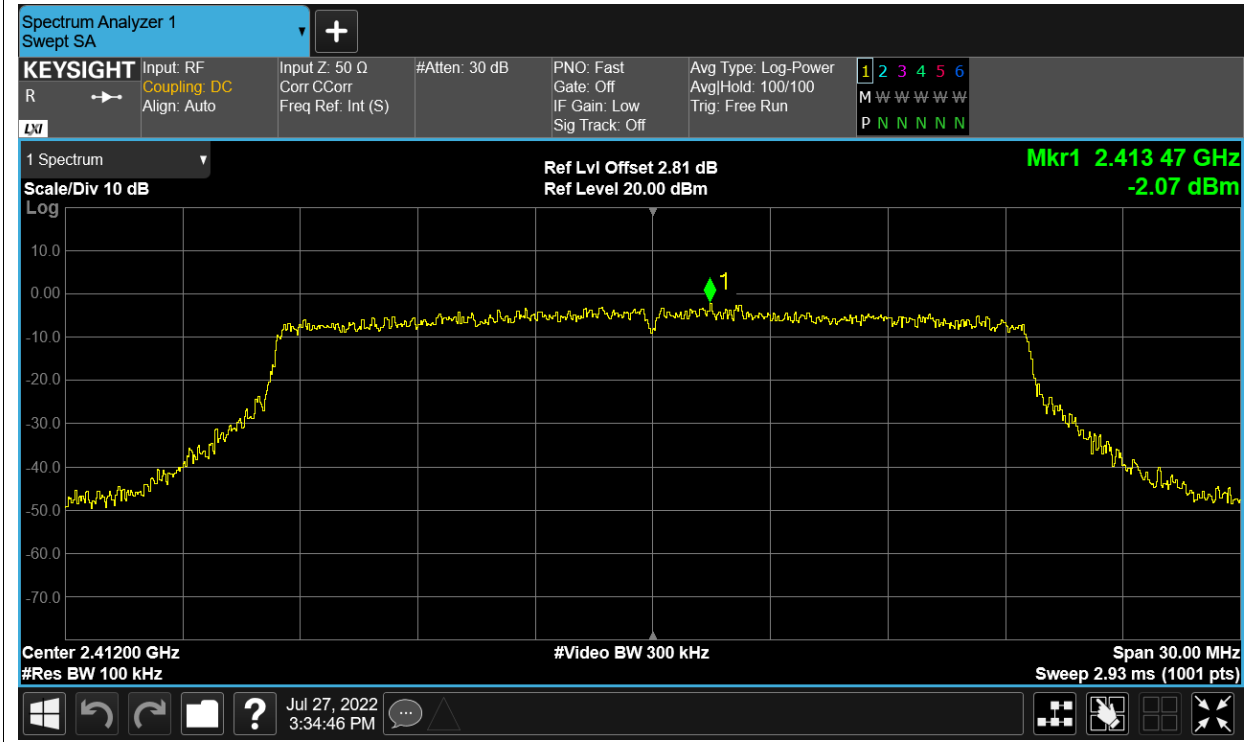 Spectrum Analyzer 1
Swept SA
KEYSIGHT
R
LXI
Input: RF
Coupling: DC
Align: Auto
Input Z: 50 Ω
Corr CCorr
Freq Ref: Int (S)
#Atten: 30 dB
PNO: Fast
Gate: Off
IF Gain: Low
Sig Track: Off
Avg Type: Log-Power
Avg|Hold: 100/100
Trig: Free Run
1 2 3 4 5 6
M W W W W W
P N N N N N
1 Spectrum
Scale/Div 10 dB
Log
Ref Lvl Offset 2.81 dB
Ref Level 20.00 dBm
Mkr1 2.413 47 GHz
-2.07 dBm
10.0
0.00
-10.0
-20.0
-30.0
-40.0
-50.0
-60.0
-70.0
1
Center 2.41200 GHz
#Res BW 100 kHz
#Video BW 300 kHz
Span 30.00 MHz
Sweep 2.93 ms (1001 pts)
?
Jul 27, 2022
3:34:46 PM